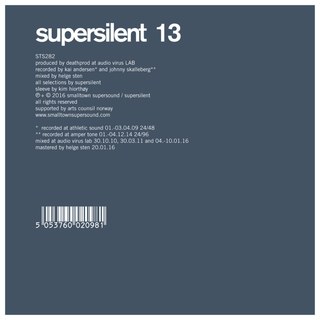 supersilent 13
STS282
produced by deathprod at audio virus LAB
recorded by kai andersen* and johnny skalleberg**
mixed by helge sten
all selections by supersilent
sleeve by kim hiorthøy
℗+ © 2016 smalltown supersound / supersilent
all rights reserved
supported by arts counsil norway
www.smalltownsupersound.com
* recorded at athletic sound 01.-03.04.09 24/48
** recorded at amper tone 01.-04.12.14 24/96
mixed at audio virus lab 30.10.10, 30.03.11 and 04.-10.01.16
mastered by helge sten 20.01.16
5 053760 020981